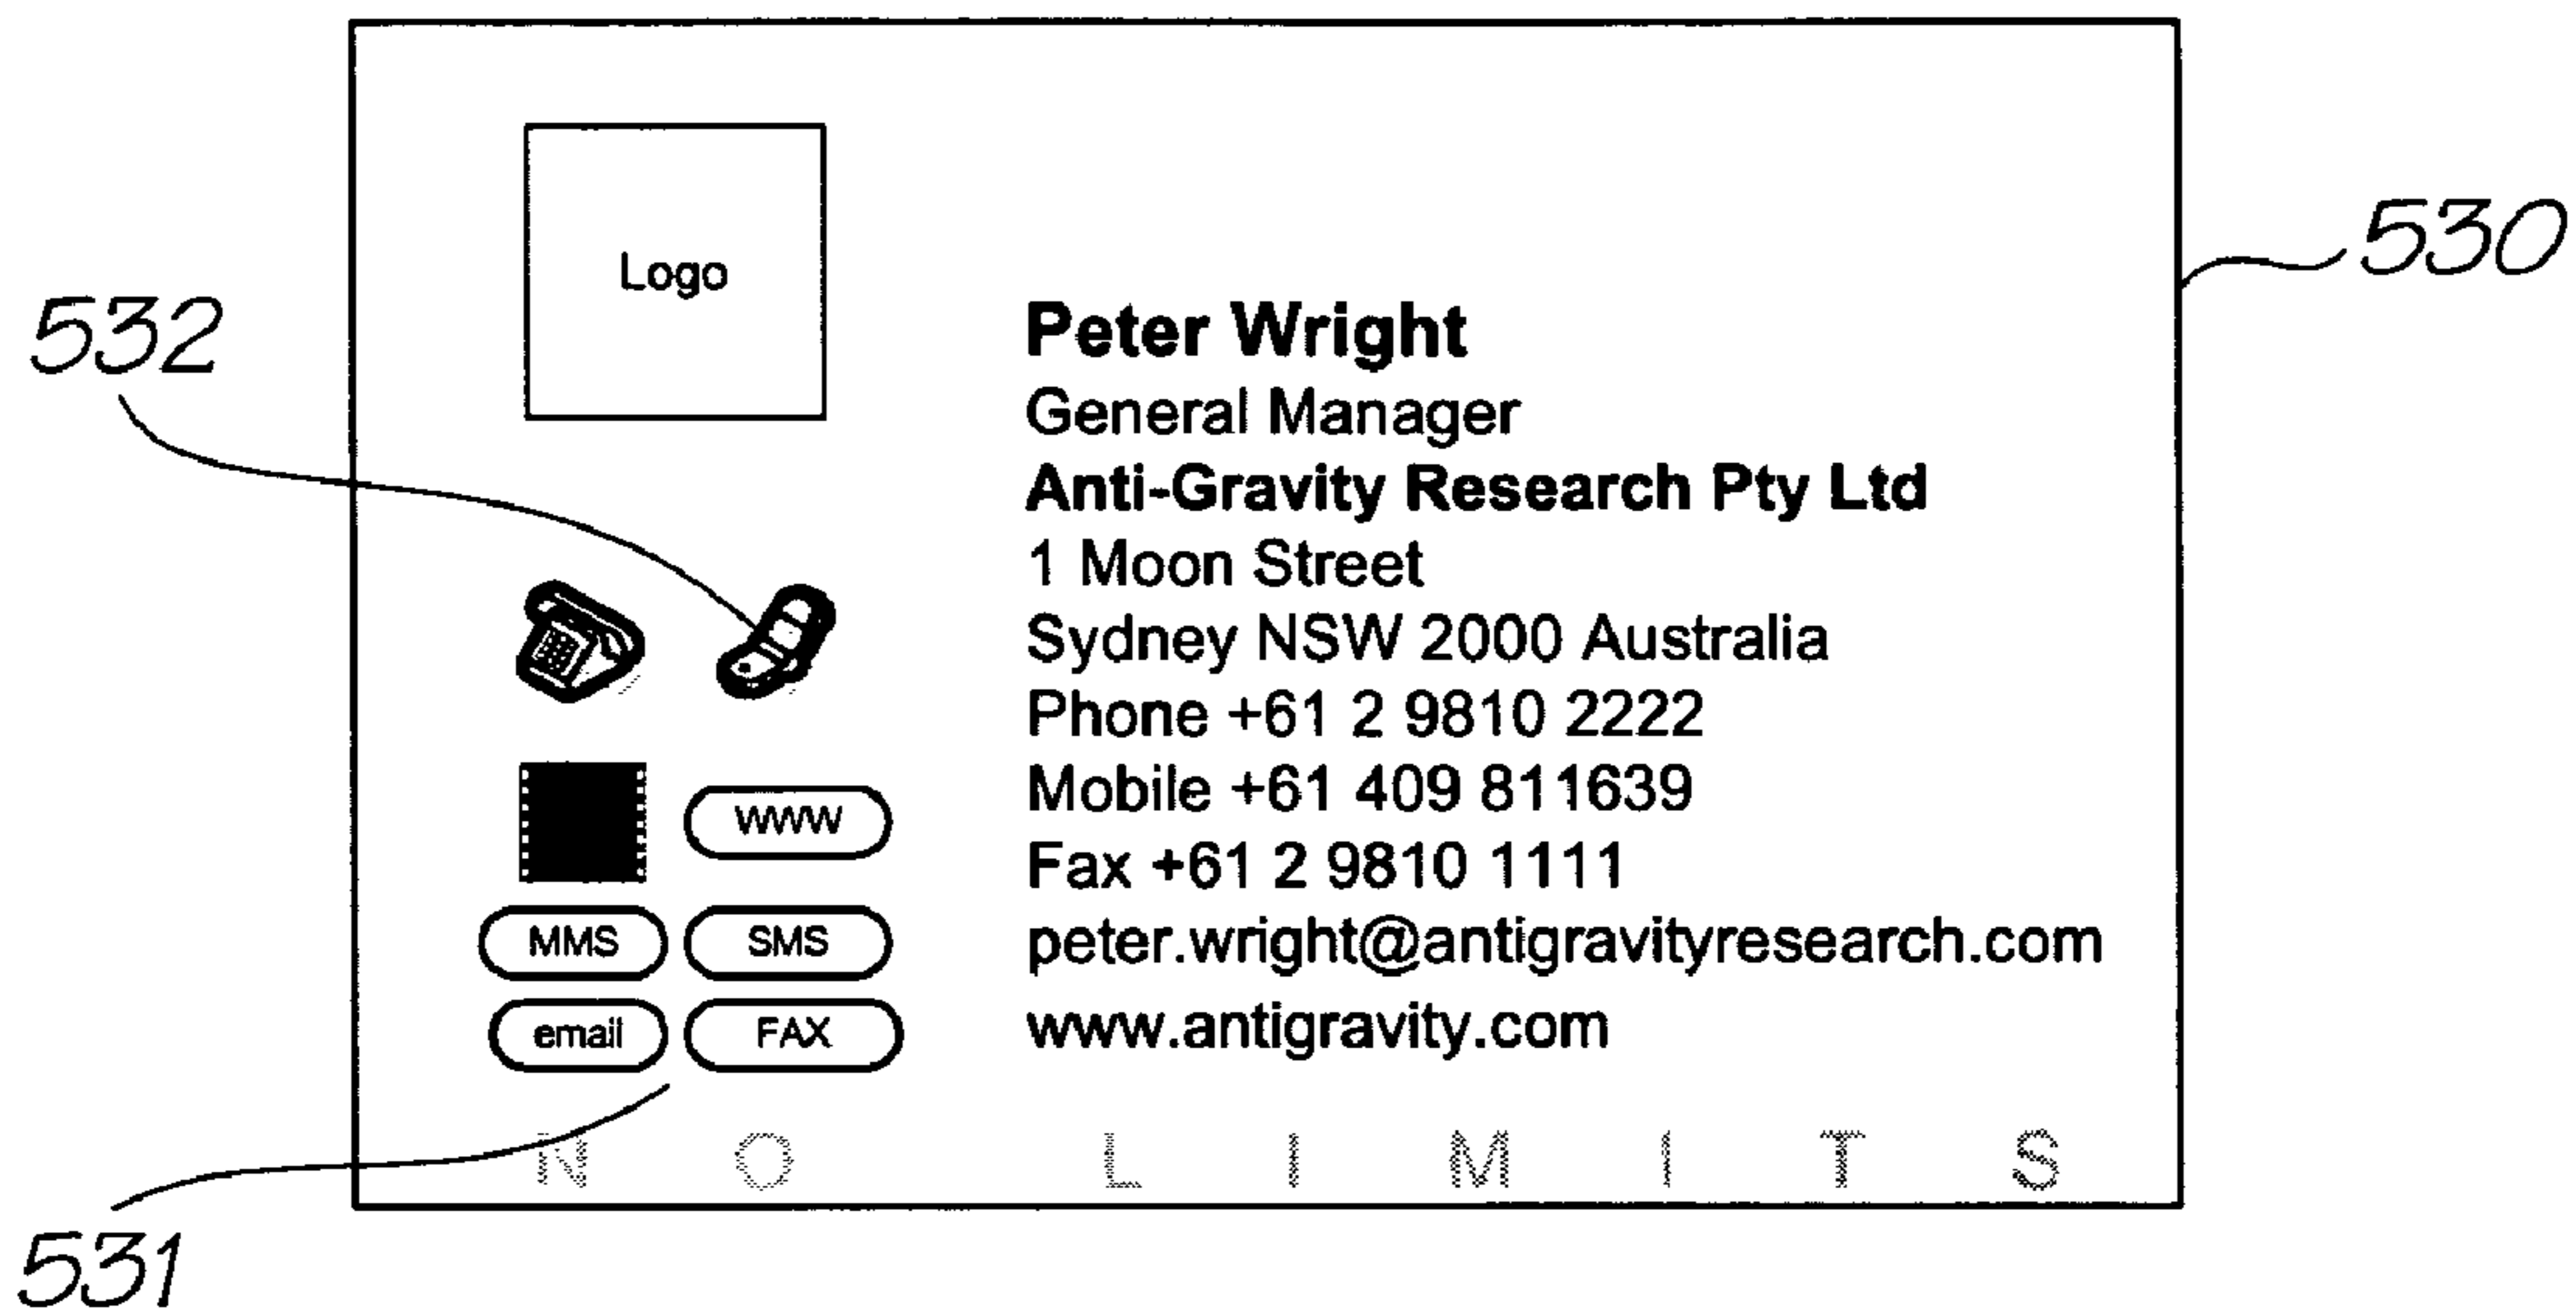 Logo
530
532
Peter Wright
General Manager
Anti-Gravity Research Pty Ltd
1 Moon Street
Sydney NSW 2000 Australia
Phone +61 2 9810 2222
Mobile +61 409 811639
Fax +61 2 9810 1111
peter.wright@antigravityresearch.com
www.antigravity.com
WWW
MMS SMS
email FAX
NO LIMITS
531